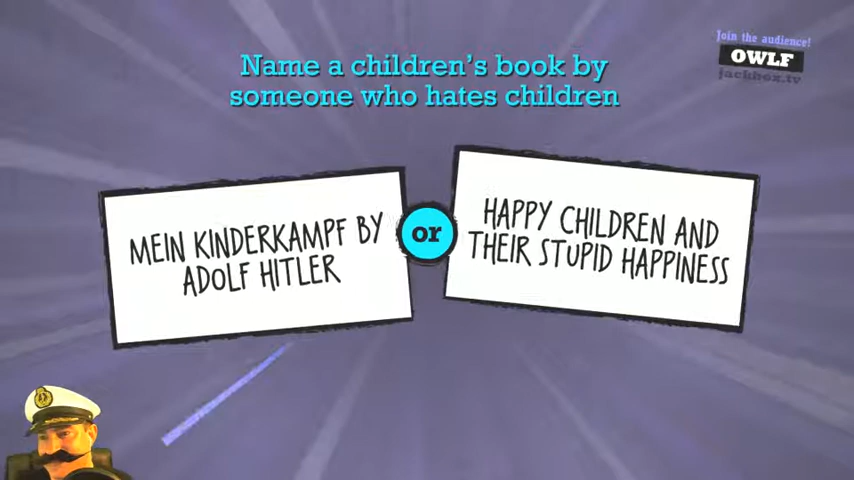 Name a children's book by
someone who hates children
Join the audience!
OWLF
jackbox.tv
MEIN KINDERKAMPF BY
ADOLF HITLER
or
HAPPY CHILDREN AND
THEIR STUPID HAPPINESS